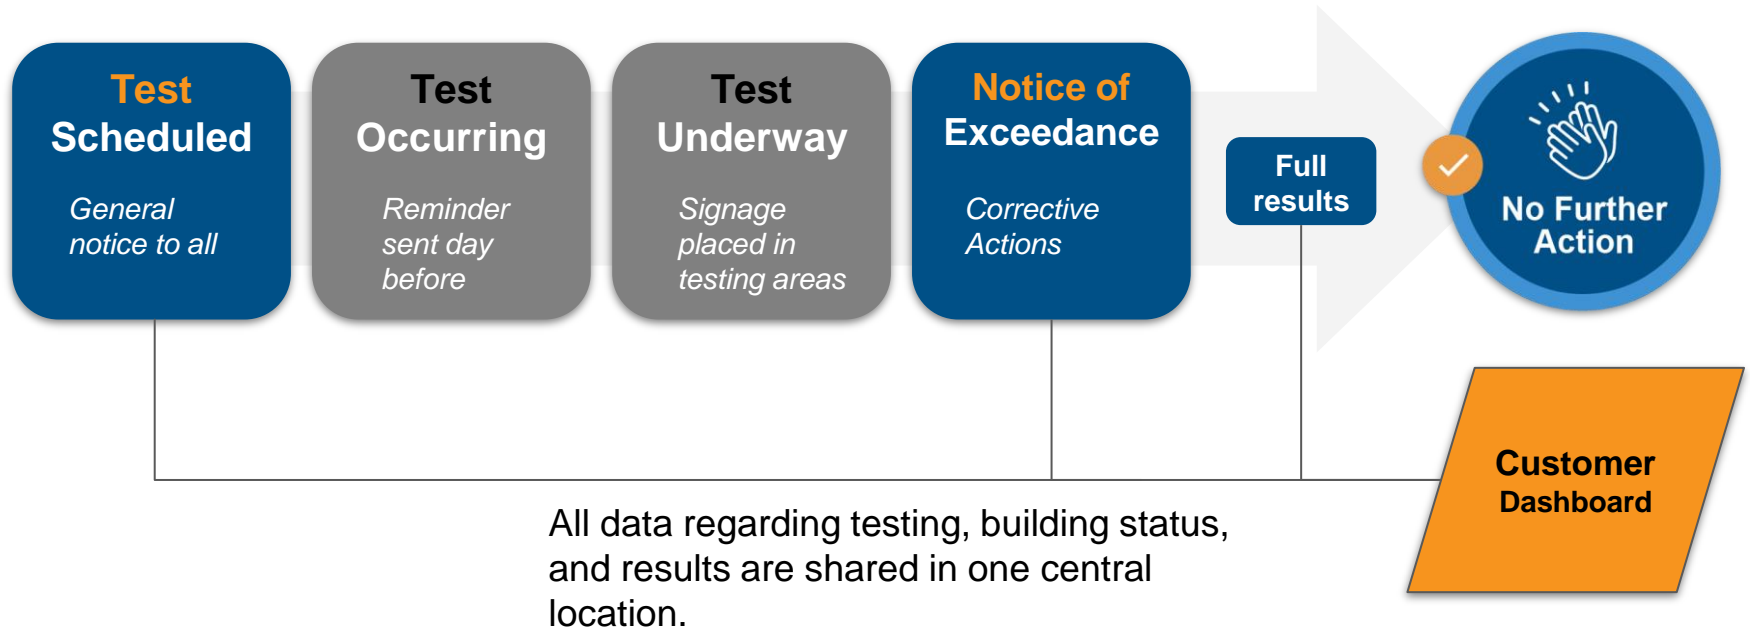 Test
Scheduled
General
notice to all
Test
Occurring
Reminder
sent day
before
Test
Underway
Signage
placed in
testing areas
Notice of
Exceedance
Corrective
Actions
Full
results
No Further
Action
Customer
Dashboard
All data regarding testing, building status,
and results are shared in one central
location.